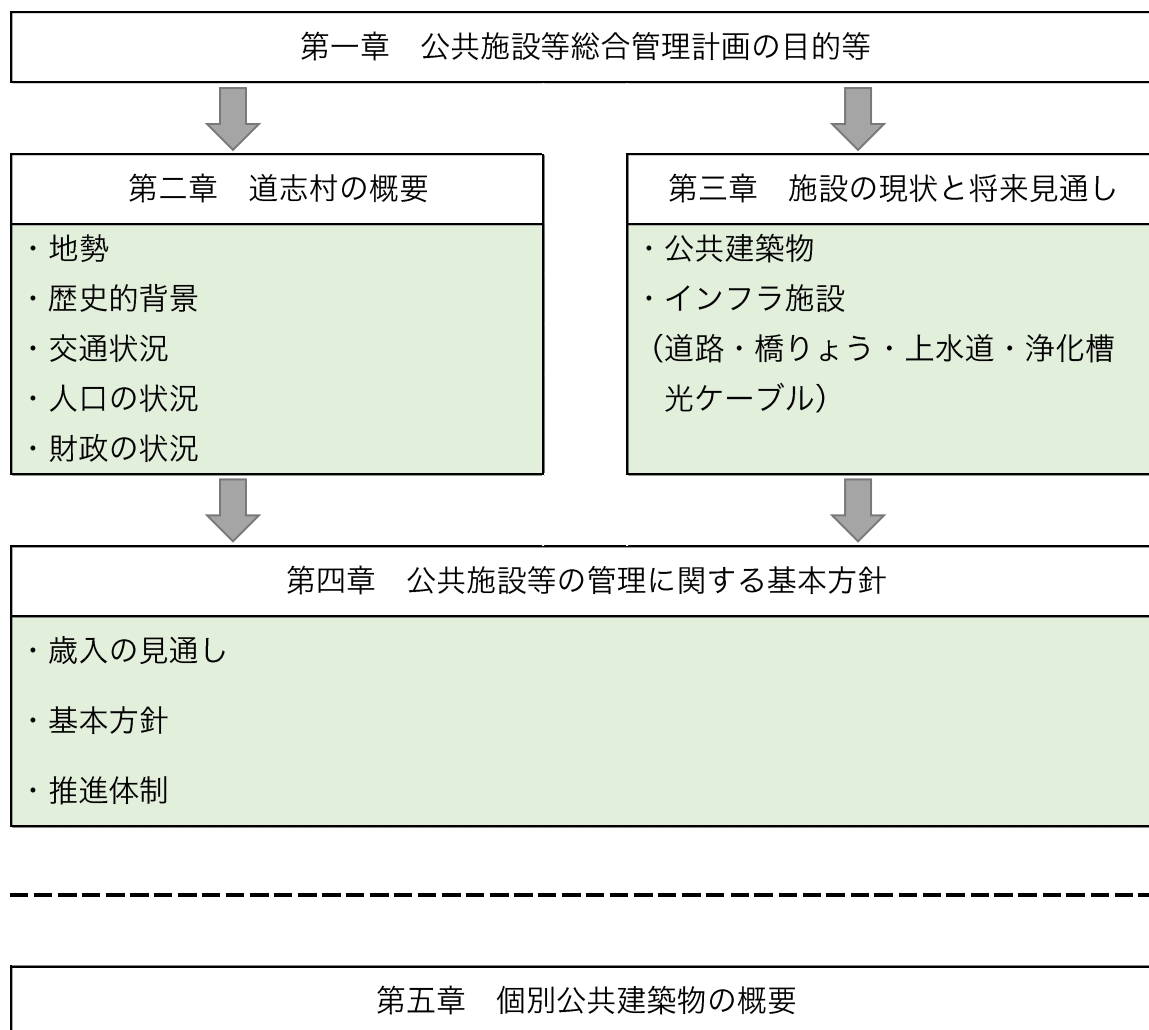 第一章　公共施設等総合管理計画の目的等
第二章　道志村の概要
・地勢
・歴史的背景
・交通状況
・人口の状況
・財政の状況
第三章　施設の現状と将来見通し
・公共建築物
・インフラ施設
（道路・橋りょう・上水道・浄化槽
光ケーブル）
第四章　公共施設等の管理に関する基本方針
・歳入の見通し
・基本方針
・推進体制
第五章　個別公共建築物の概要